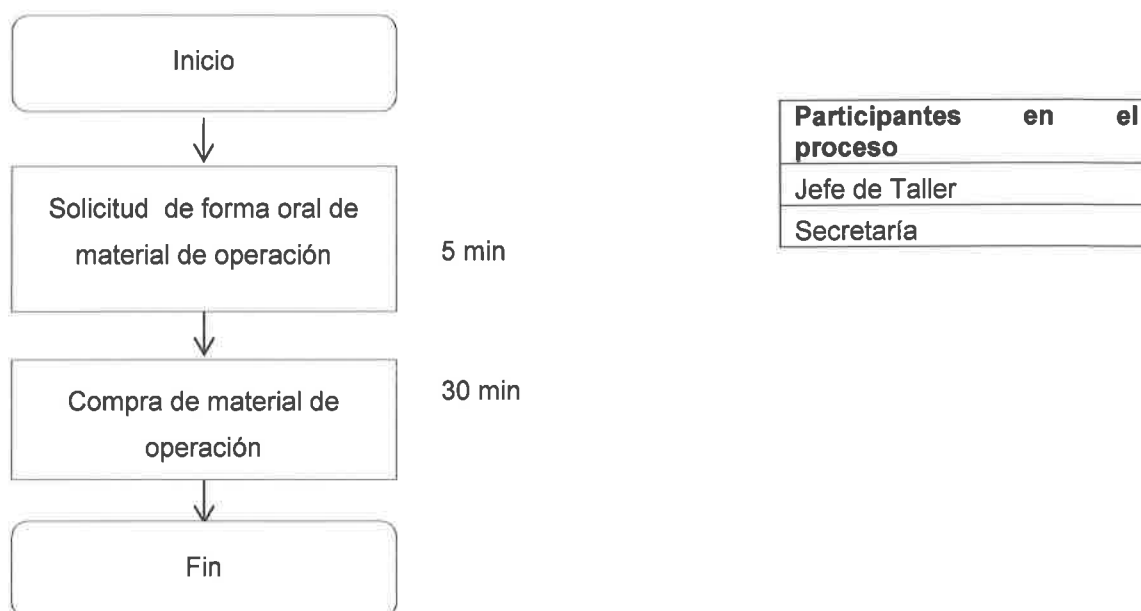 Inicio
Solicitud de forma oral de
material de operación
5 min
Compra de material de
operación
30 min
Fin
Participantes en el
proceso
Jefe de Taller
Secretaría